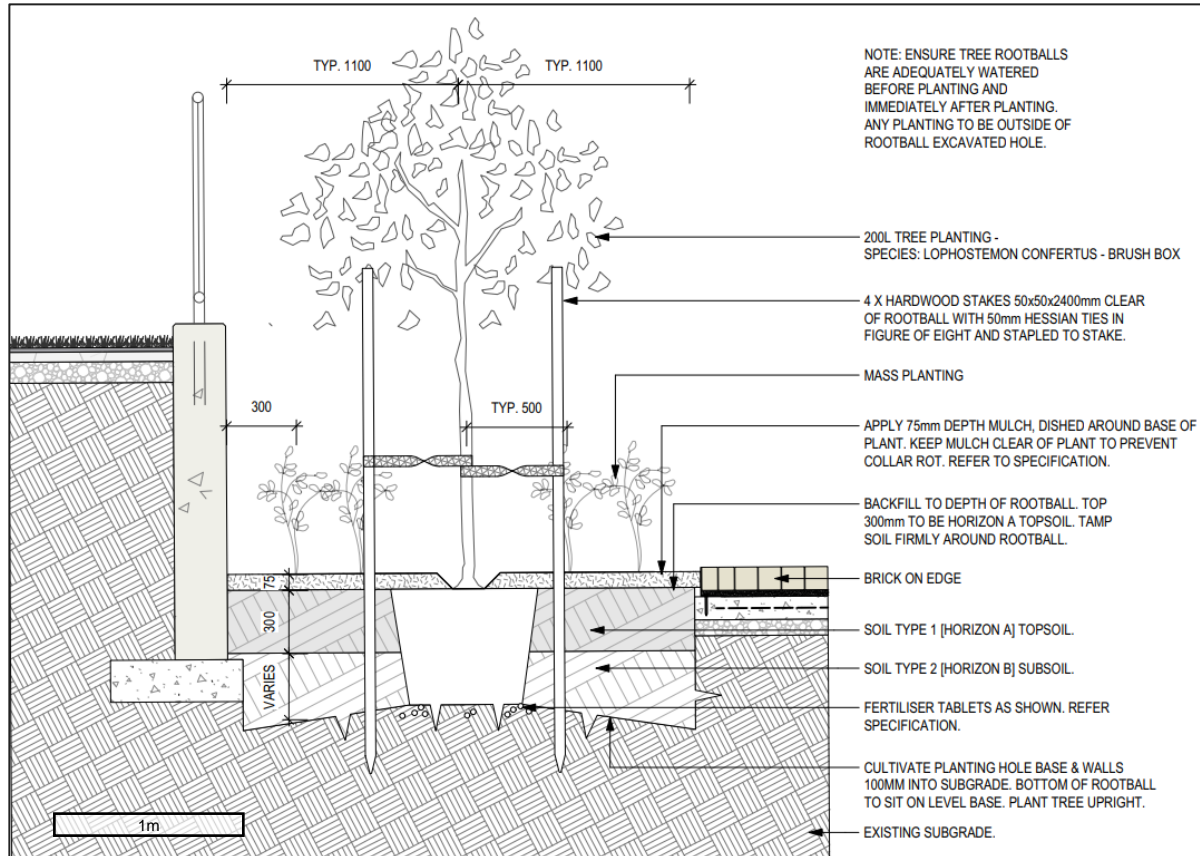 TYP. 1100
TYP. 1100
NOTE: ENSURE TREE ROOTBALLS
ARE ADEQUATELY WATERED
BEFORE PLANTING AND
IMMEDIATELY AFTER PLANTING.
ANY PLANTING TO BE OUTSIDE OF
ROOTBALL EXCAVATED HOLE.
200L TREE PLANTING -
SPECIES: LOPHOSTEMON CONFERTUS - BRUSH BOX
4 X HARDWOOD STAKES 50x50x2400mm CLEAR
OF ROOTBALL WITH 50mm HESSIAN TIES IN
FIGURE OF EIGHT AND STAPLED TO STAKE.
MASS PLANTING
300
TYP. 500
APPLY 75mm DEPTH MULCH, DISHED AROUND BASE OF
PLANT. KEEP MULCH CLEAR OF PLANT TO PREVENT
COLLAR ROT. REFER TO SPECIFICATION.
BACKFILL TO DEPTH OF ROOTBALL. TOP
300mm TO BE HORIZON A TOPSOIL. TAMP
SOIL FIRMLY AROUND ROOTBALL.
75
BRICK ON EDGE
300
SOIL TYPE 1 [HORIZON A] TOPSOIL.
SOIL TYPE 2 [HORIZON B] SUBSOIL.
VARIES
FERTILISER TABLETS AS SHOWN. REFER
SPECIFICATION.
CULTIVATE PLANTING HOLE BASE & WALLS
100MM INTO SUBGRADE. BOTTOM OF ROOTBALL
TO SIT ON LEVEL BASE. PLANT TREE UPRIGHT.
1m
EXISTING SUBGRADE.